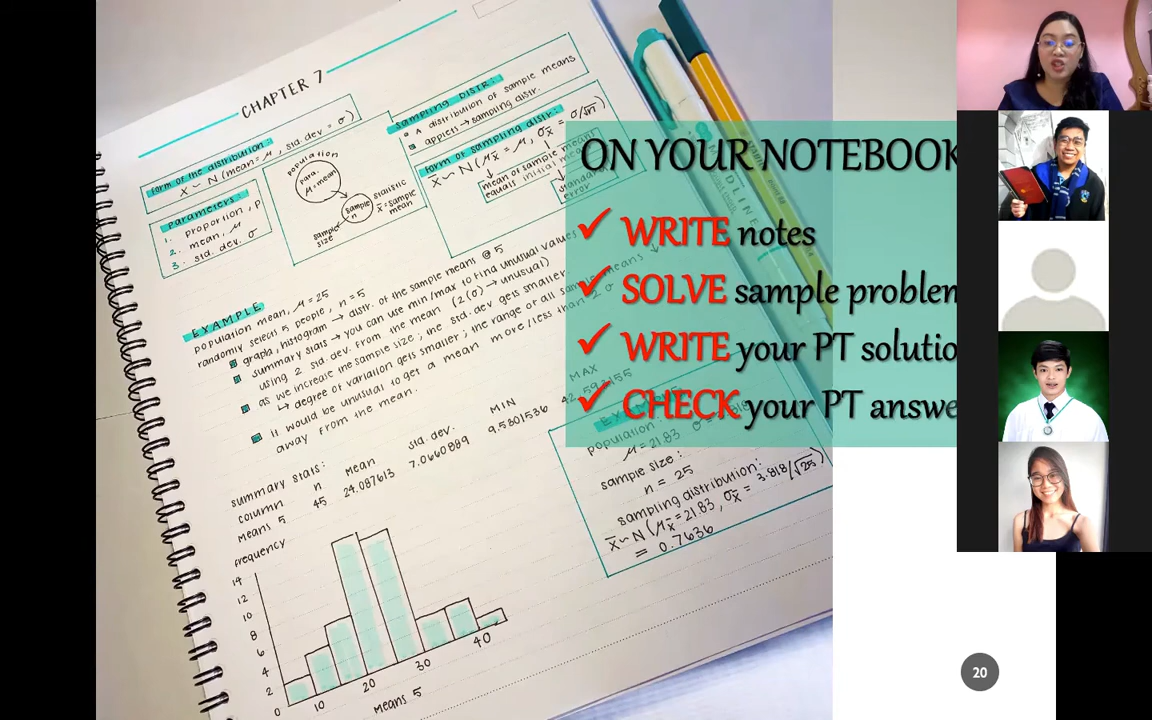 CHAPTER 7
form of the distribution:
X ~ N (mean = μ, std. dev = σ)
parameters:
1. proportion, p
2. mean, μ
3. std. dev. σ
population
para.
μ = mean
sample
n
sample
size
statistic
x̄ = sample
mean
sampling distr:
A distribution of sample means
applets → sampling distr.
form of sampling distr:
X̄ ~ N (μx̄ = μ, σx̄ = σ/√n)
mean of sample means
equals initial
standard
error
EXAMPLE
population mean, μ = 25
randomly selects 5 people, n = 5
graph, histogram → distr. of the sample means @ 5
summary stats → you can use min/max to find unusual values
using 2 std. dev. from the mean (2(σ) → unusual)
as we increase the sample size; the std. dev gets smaller.
↳ degree of variation gets smaller; the range of all sample means ↓
it would be unusual to get a mean more/less than 2 σ
away from the mean.
summary stats:
column n Mean std. dev. MIN MAX
Means 5 45 24.087613 7.0660889 9.5801536
frequency
14
12
10
8
6
4
2
0 10 20 30 40
Means 5
population:
μ = 21.83
sample size:
n = 25
sampling distribution:
X̄ ~ N (μx̄ = 21.83, σx̄ = 3.818/√25)
= 0.7636
ON YOUR NOTEBOOK
✓ WRITE notes
✓ SOLVE sample problem
✓ WRITE your PT solutio
✓ CHECK your PT answe
20